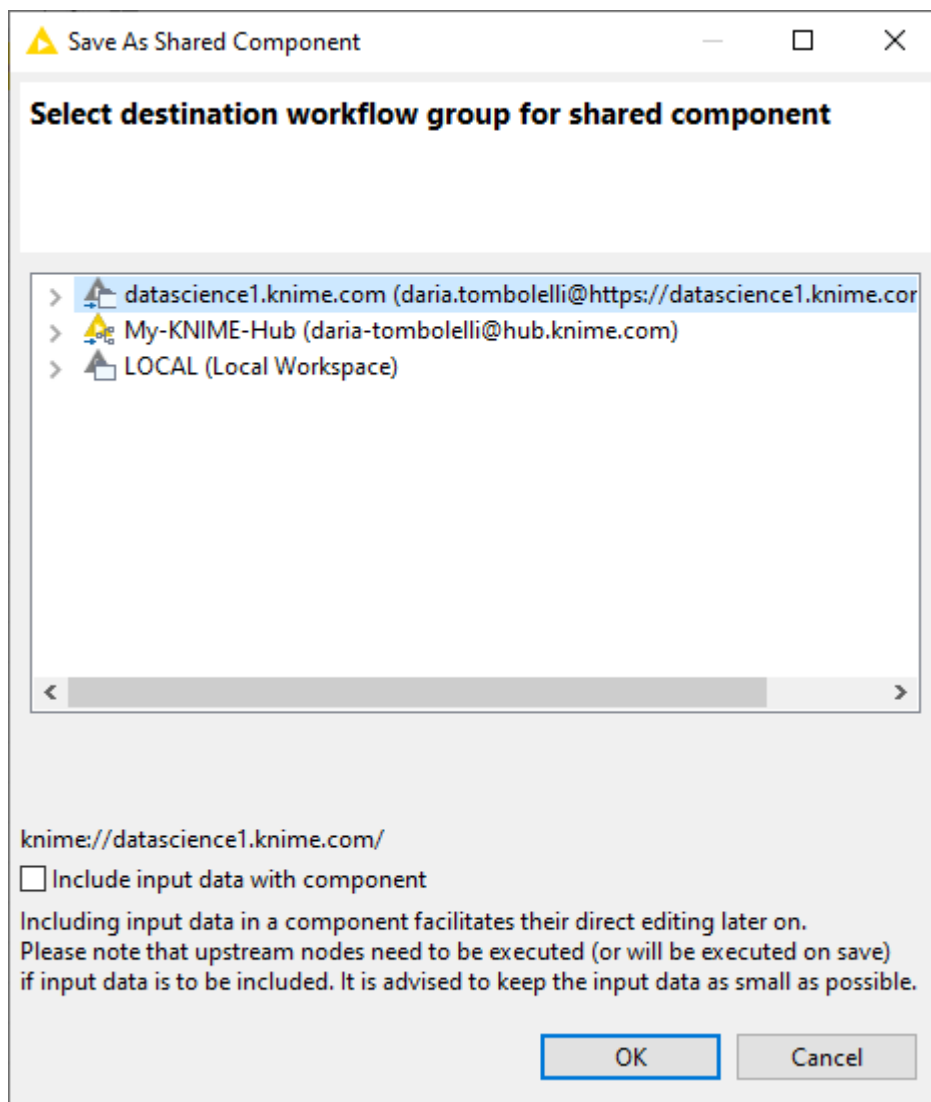 Save As Shared Component
Select destination workflow group for shared component
datascience1.knime.com (daria.tombolelli@https://datascience1.knime.cor
My-KNIME-Hub (daria-tombolelli@hub.knime.com)
LOCAL (Local Workspace)
knime://datascience1.knime.com/
Include input data with component
Including input data in a component facilitates their direct editing later on.
Please note that upstream nodes need to be executed (or will be executed on save)
if input data is to be included. It is advised to keep the input data as small as possible.
OK
Cancel